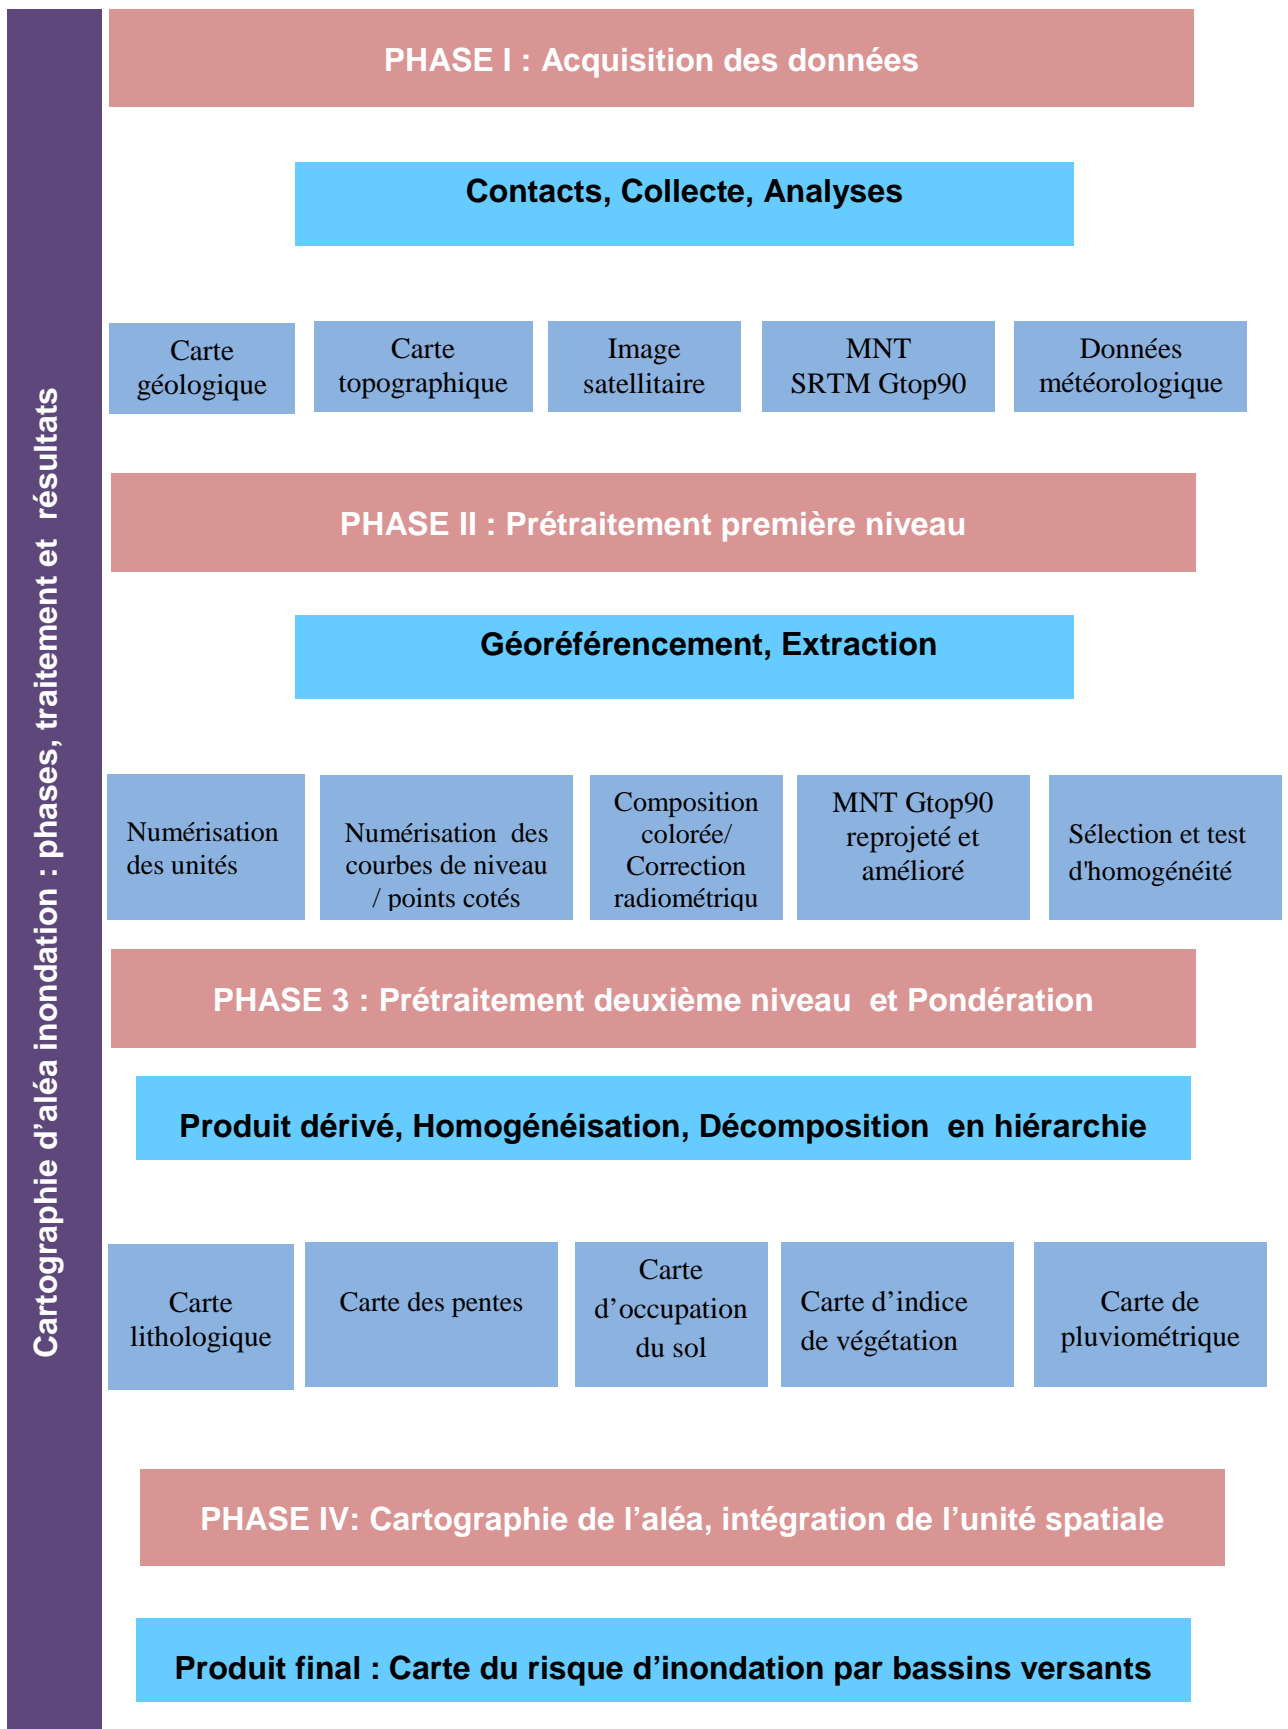 Cartographie d’aléa inondation : phases, traitement et  résultats
PHASE I : Acquisition des données
Contacts, Collecte, Analyses
Carte
géologique
Carte
topographique
Image
satellitaire
MNT
SRTM Gtop90
Données
météorologique
PHASE II : Prétraitement première niveau
Géoréférencement, Extraction
Numérisation
des unités
Numérisation  des
courbes de niveau
/ points cotés
Composition
colorée/
Correction
radiométriqu
MNT Gtop90
reprojeté et
amélioré
Sélection et test
d'homogénéité
PHASE 3 : Prétraitement deuxième niveau  et Pondération
Produit dérivé, Homogénéisation, Décomposition  en hiérarchie
Carte
lithologique
Carte des pentes
Carte
d’occupation
du sol
Carte d’indice
de végétation
Carte de
pluviométrique
PHASE IV: Cartographie de l’aléa, intégration de l’unité spatiale
Produit final : Carte du risque d’inondation par bassins versants